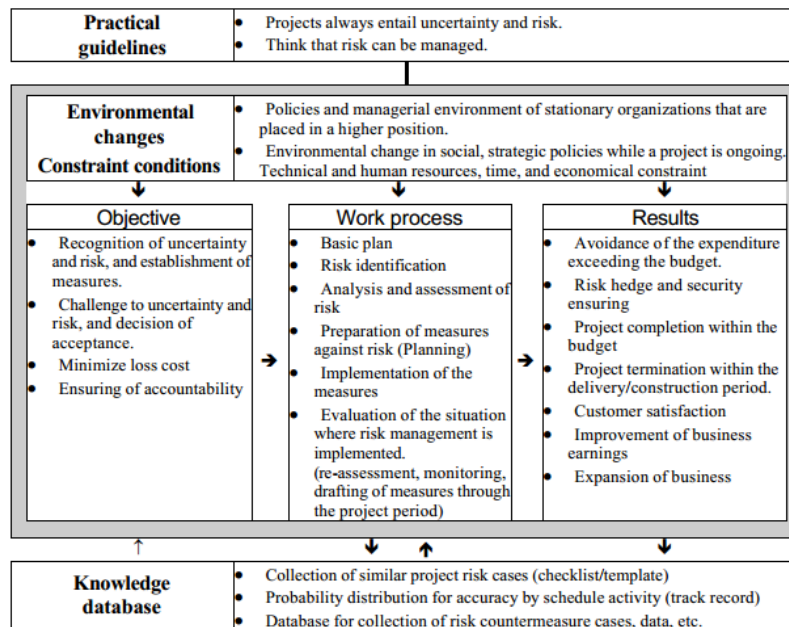 Practical
guidelines
● Projects always entail uncertainty and risk.
● Think that risk can be managed.
Environmental
changes
Constraint conditions
● Policies and managerial environment of stationary organizations that are
placed in a higher position.
● Environmental change in social, strategic policies while a project is ongoing.
Technical and human resources, time, and economical constraint
Objective
● Recognition of uncertainty
and risk, and establishment of
measures.
● Challenge to uncertainty and
risk, and decision of
acceptance.
● Minimize loss cost
● Ensuring of accountability
Work process
● Basic plan
● Risk identification
● Analysis and assessment of
risk
● Preparation of measures
against risk (Planning)
● Implementation of the
measures
● Evaluation of the situation
where risk management is
implemented.
(re-assessment, monitoring,
drafting of measures through
the project period)
Results
● Avoidance of the expenditure
exceeding the budget.
● Risk hedge and security
ensuring
● Project completion within the
budget
● Project termination within the
delivery/construction period.
● Customer satisfaction
● Improvement of business
earnings
● Expansion of business
Knowledge
database
● Collection of similar project risk cases (checklist/template)
● Probability distribution for accuracy by schedule activity (track record)
● Database for collection of risk countermeasure cases, data, etc.